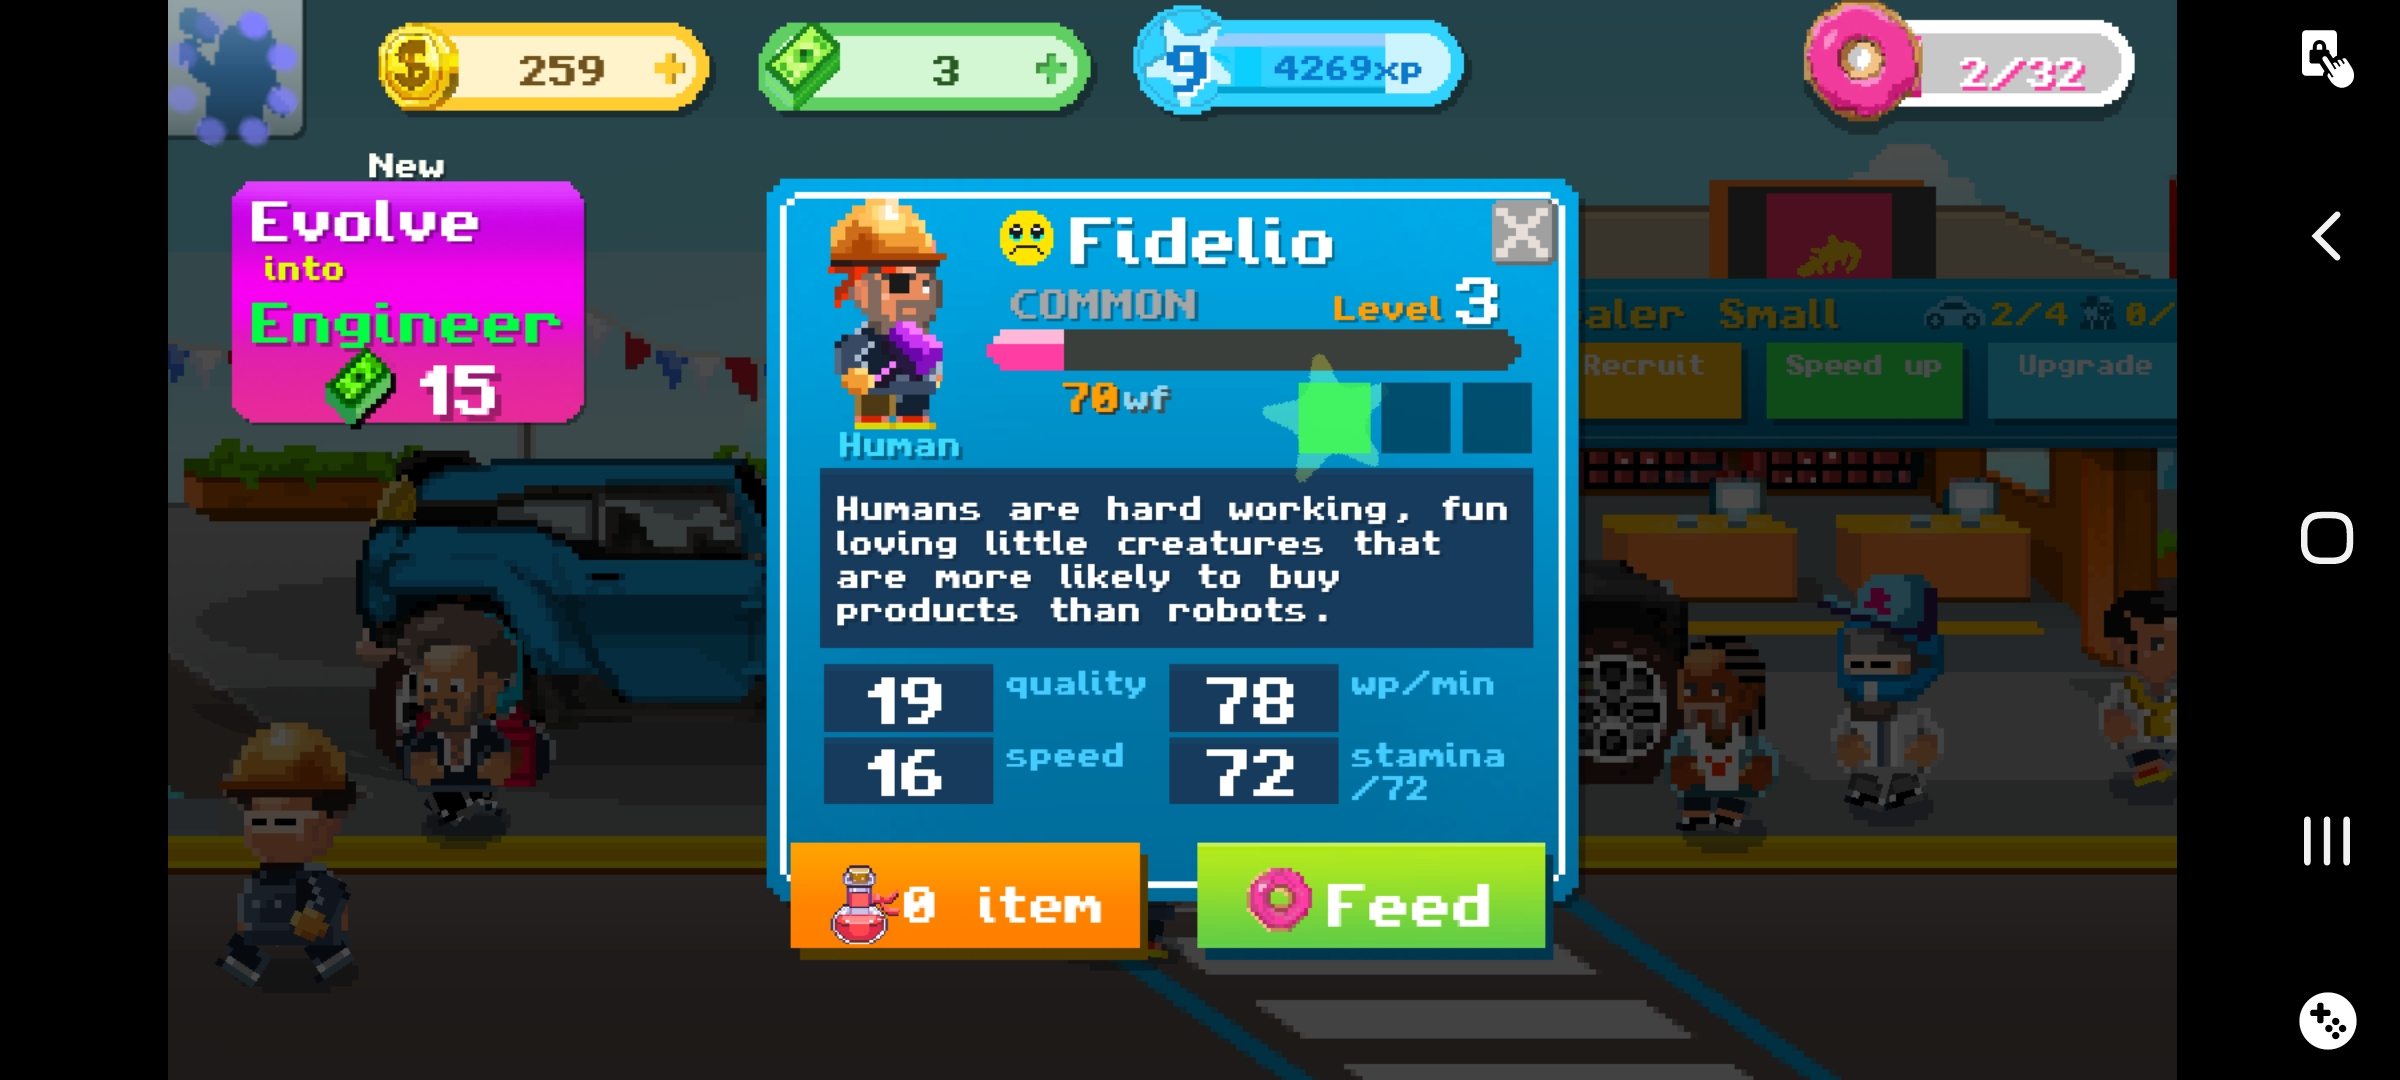 259
3
9
4269xp
2/32
New
Evolve
into
Engineer
15
Fidelio
COMMON
Level 3
70wf
Human
Humans are hard working, fun
loving little creatures that
are more likely to buy
products than robots.
19 quality
78 wp/min
16 speed
72 stamina
/72
0 item
Feed
aler Small
2/4
0/
Recruit
Speed up
Upgrade